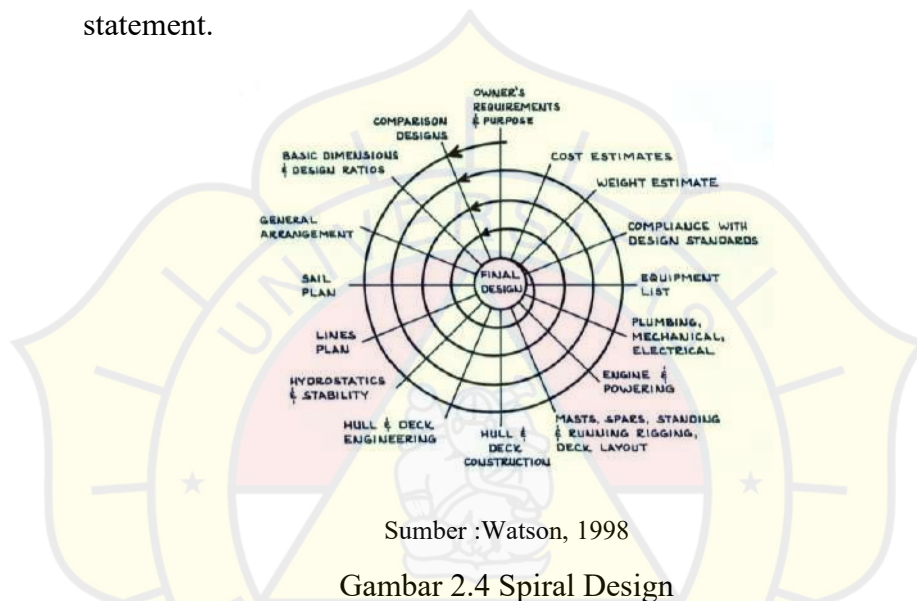 statement.
OWNER'S
REQUIREMENTS
& PURPOSE
COMPARISON
DESIGNS
BASIC DIMENSIONS
& DESIGN RATIOS
GENERAL
ARRANGEMENT
SAIL
PLAN
LINES
PLAN
HYDROSTATICS
& STABILITY
HULL & DECK
ENGINEERING
HULL &
DECK
CONSTRUCTION
MASTS, SPARS, STANDING
& RUNNING RIGGING,
DECK LAYOUT
ENGINE &
POWERING
PLUMBING,
MECHANICAL,
ELECTRICAL
EQUIPMENT
LIST
COMPLIANCE WITH
DESIGN STANDARDS
WEIGHT ESTIMATE
COST ESTIMATES
FINAL
DESIGN
UNIVERSITAS
Sumber :Watson, 1998
Gambar 2.4 Spiral Design